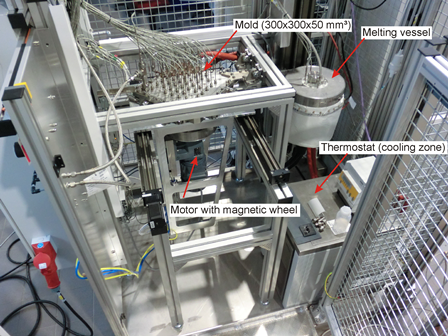 Mold (300x300x50 mm³)
Melting vessel
Thermostat (cooling zone)
Motor with magnetic wheel